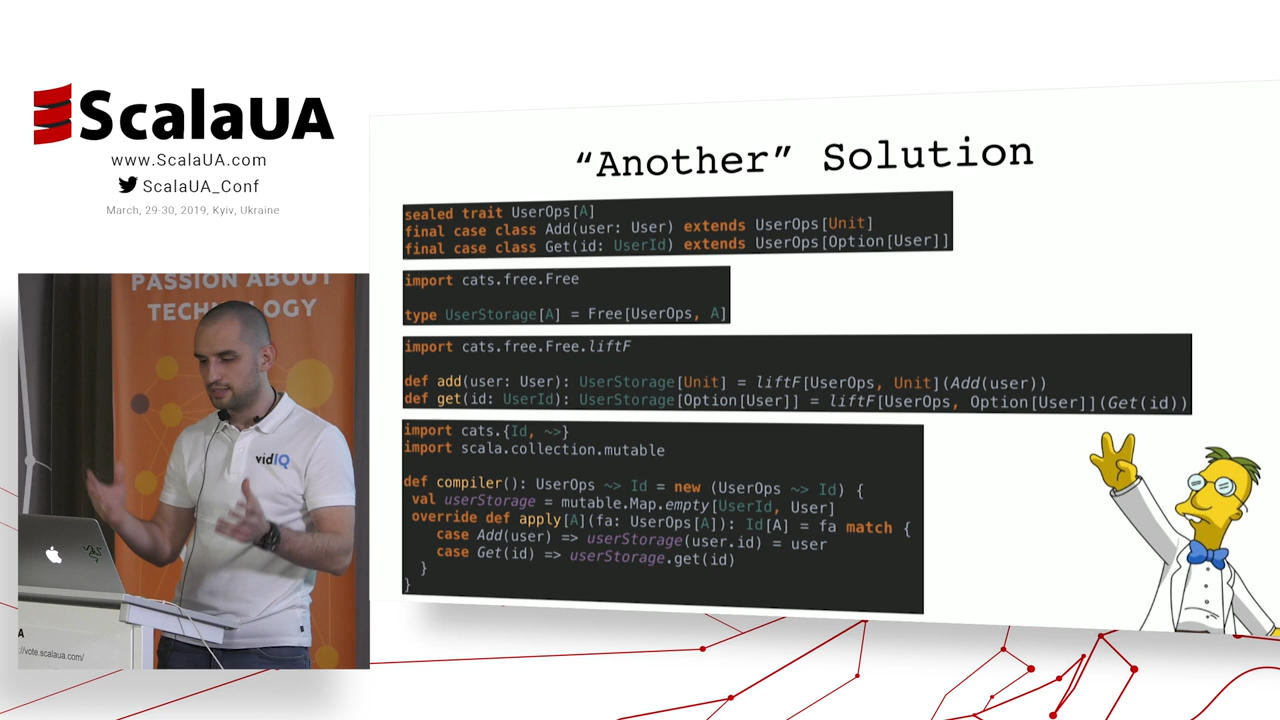 ScalaUA
www.ScalaUA.com
ScalaUA_Conf
March, 29-30, 2019, Kyiv, Ukraine
PASSION ABOUT
TECHNOLOGY
vidIQ
A
://vote.scalaua.com/
“Another” Solution
sealed trait UserOps[A]
final case class Add(user: User) extends UserOps[Unit]
final case class Get(id: UserId) extends UserOps[Option[User]]
import cats.free.Free
type UserStorage[A] = Free[UserOps, A]
import cats.free.Free.liftF
def add(user: User): UserStorage[Unit] = liftF[UserOps, Unit](Add(user))
def get(id: UserId): UserStorage[Option[User]] = liftF[UserOps, Option[User]](Get(id))
import cats.{Id, ~>}
import scala.collection.mutable
def compiler(): UserOps ~> Id = new (UserOps ~> Id) {
val userStorage = mutable.Map.empty[UserId, User]
override def apply[A](fa: UserOps[A]): Id[A] = fa match {
case Add(user) => userStorage(user.id) = user
case Get(id) => userStorage.get(id)
}
}